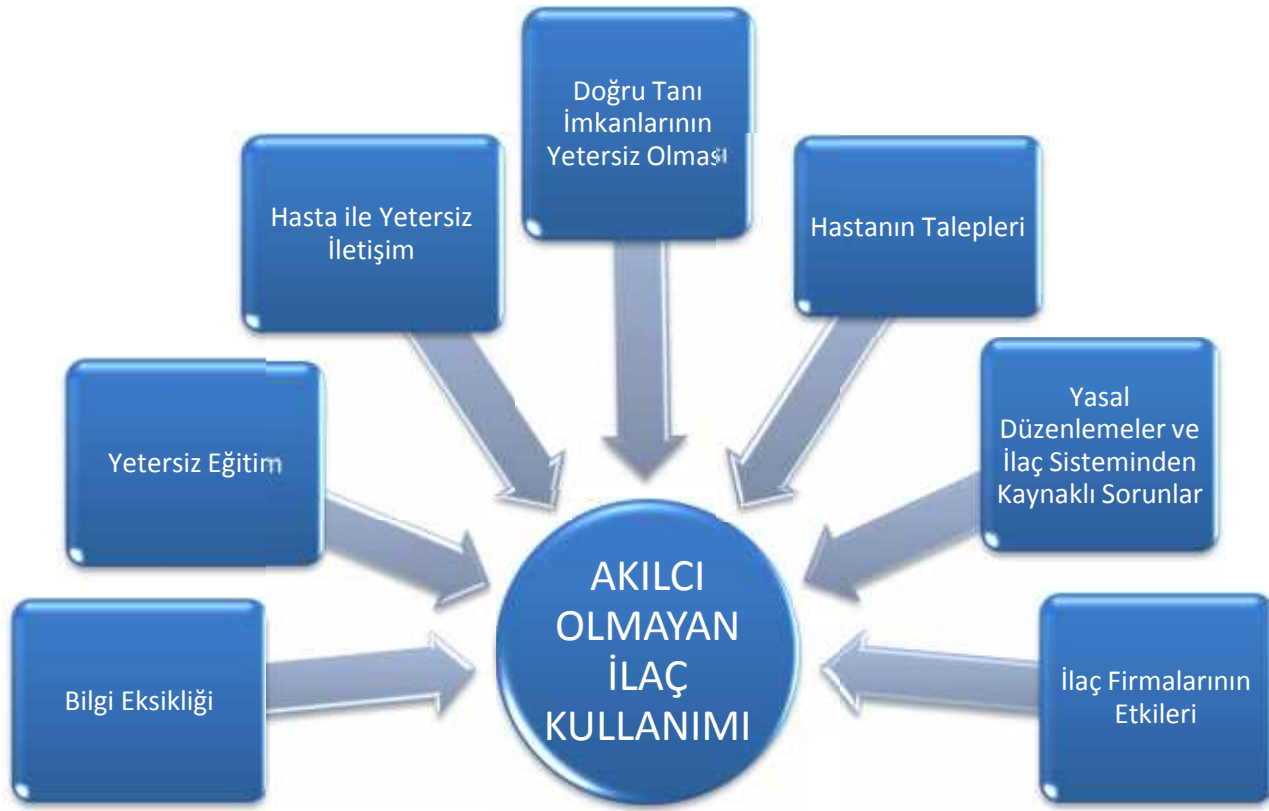 Doğru Tanı
İmkanlarının
Yetersiz Olması
Hasta ile Yetersiz
İletişim
Hastanın Talepleri
Yetersiz Eğitim
Yasal
Düzenlemeler ve
İlaç Sisteminden
Kaynaklı Sorunlar
Bilgi Eksikliği
AKILCI
OLMAYAN
İLAÇ
KULLANIMI
İlaç Firmalarının
Etkileri